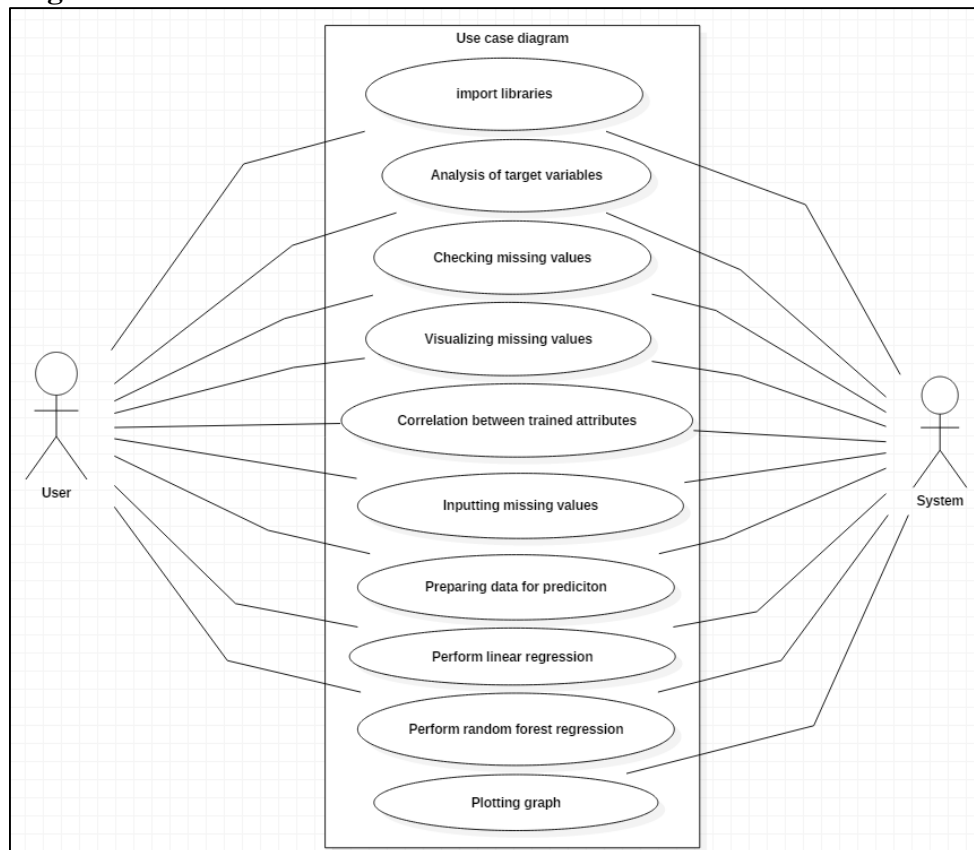 Use case diagram
import libraries
Analysis of target variables
Checking missing values
Visualizing missing values
Correlation between trained attributes
User
System
Inputting missing values
Preparing data for prediciton
Perform linear regression
Perform random forest regression
Plotting graph